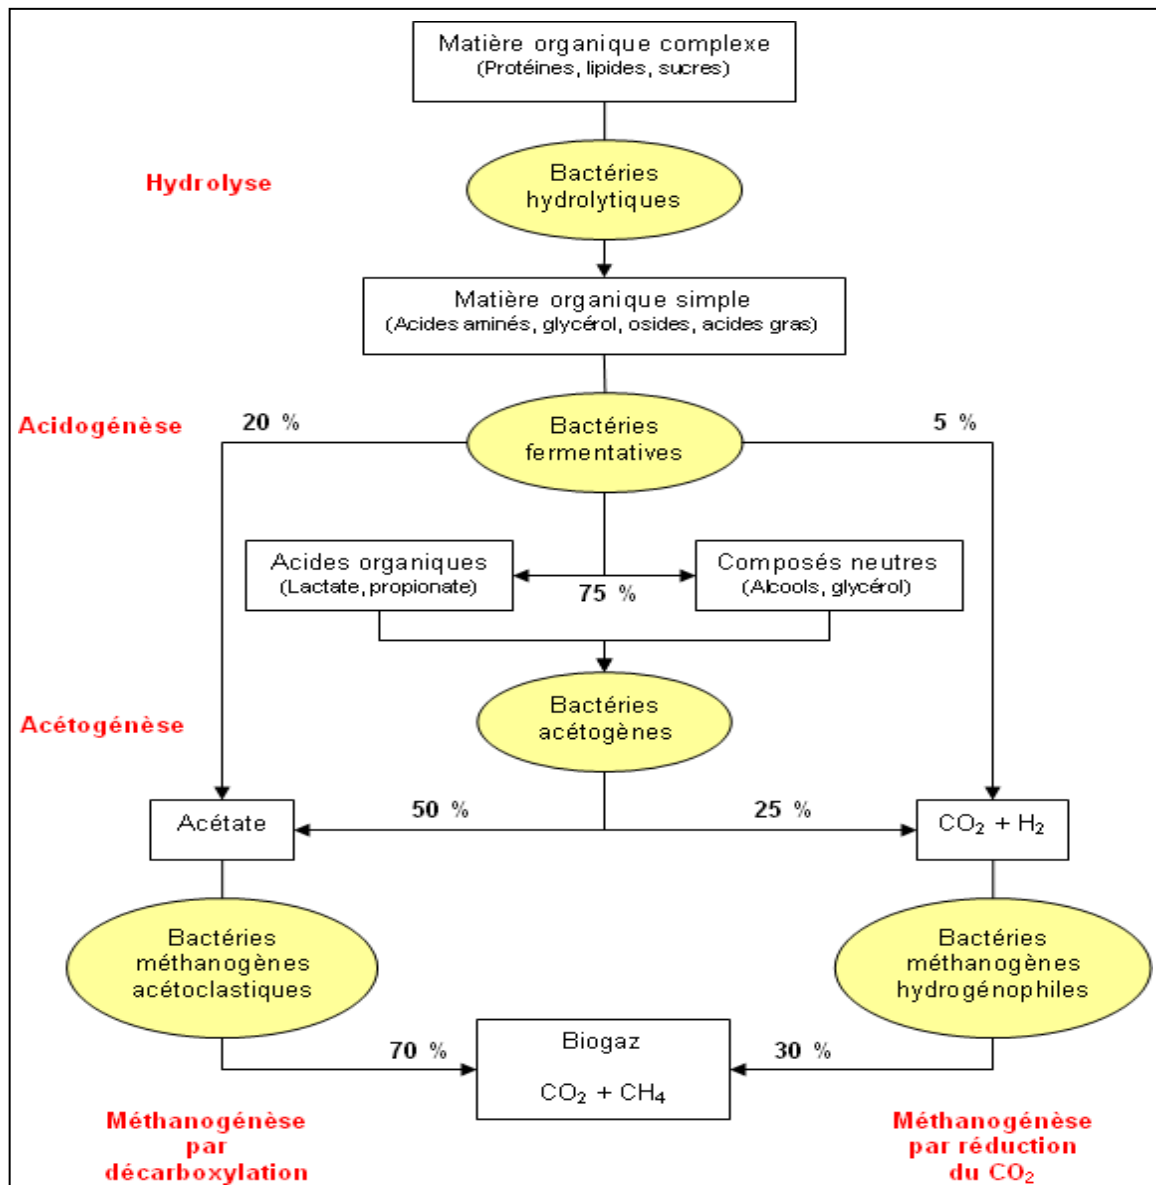 Matière organique complexe
(Protéines, lipides, sucres)
Hydrolyse
Bactéries
hydrolytiques
Matière organique simple
(Acides aminés, glycérol, osides, acides gras)
Acidogénèse
20 %
Bactéries
fermentatives
5 %
Acides organiques
(Lactate, propionate)
75 %
Composés neutres
(Alcools, glycérol)
Acétogénèse
Bactéries
acétogènes
50 %
25 %
Acétate
CO₂ + H₂
Bactéries
méthanogènes
acétoclastiques
Bactéries
méthanogènes
hydrogénophiles
70 %
Biogaz
CO₂ + CH₄
30 %
Méthanogénèse
par
décarboxylation
Méthanogénèse
par réduction
du CO₂